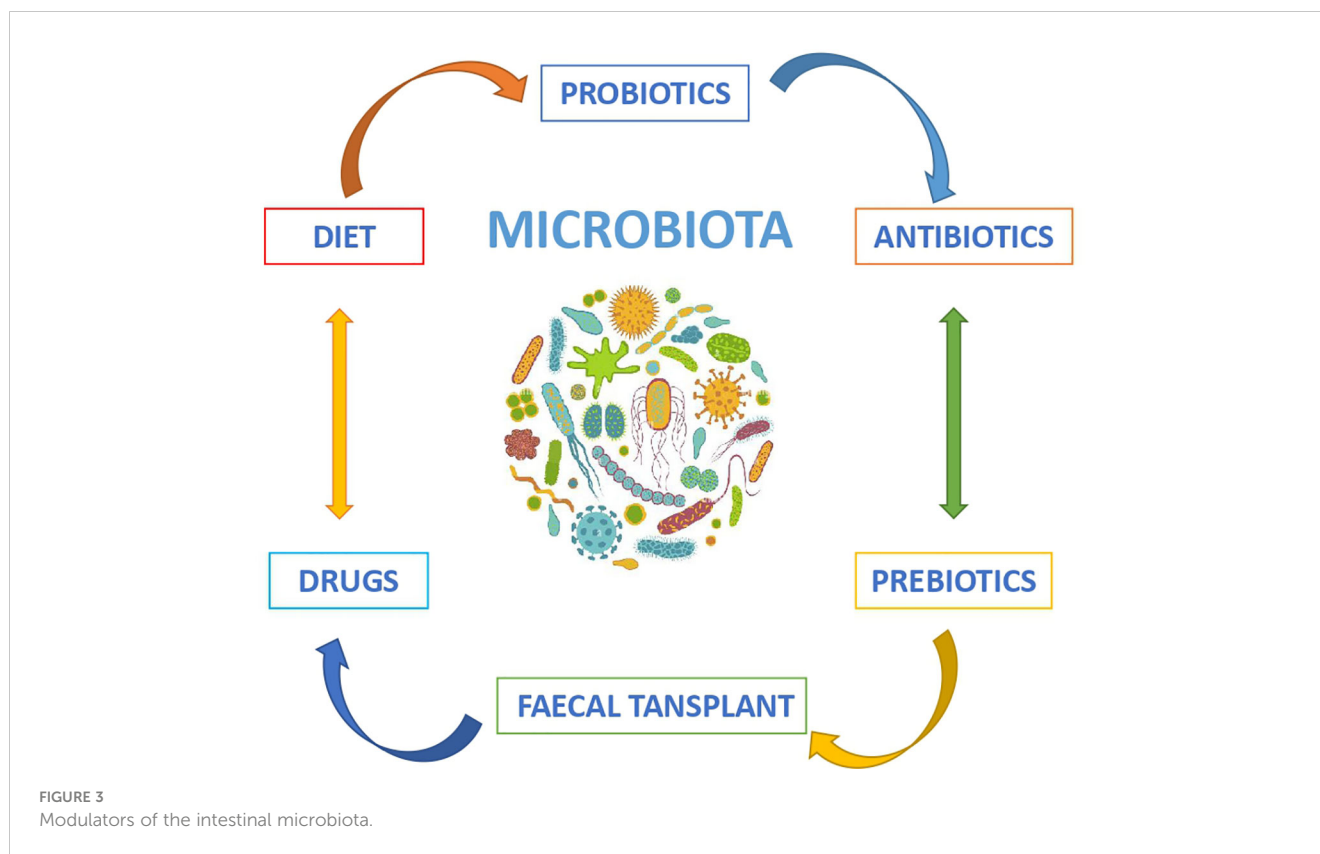 PROBIOTICS
DIET
MICROBIOTA
ANTIBIOTICS
DRUGS
PREBIOTICS
FAECAL TANSPLANT
FIGURE 3
Modulators of the intestinal microbiota.